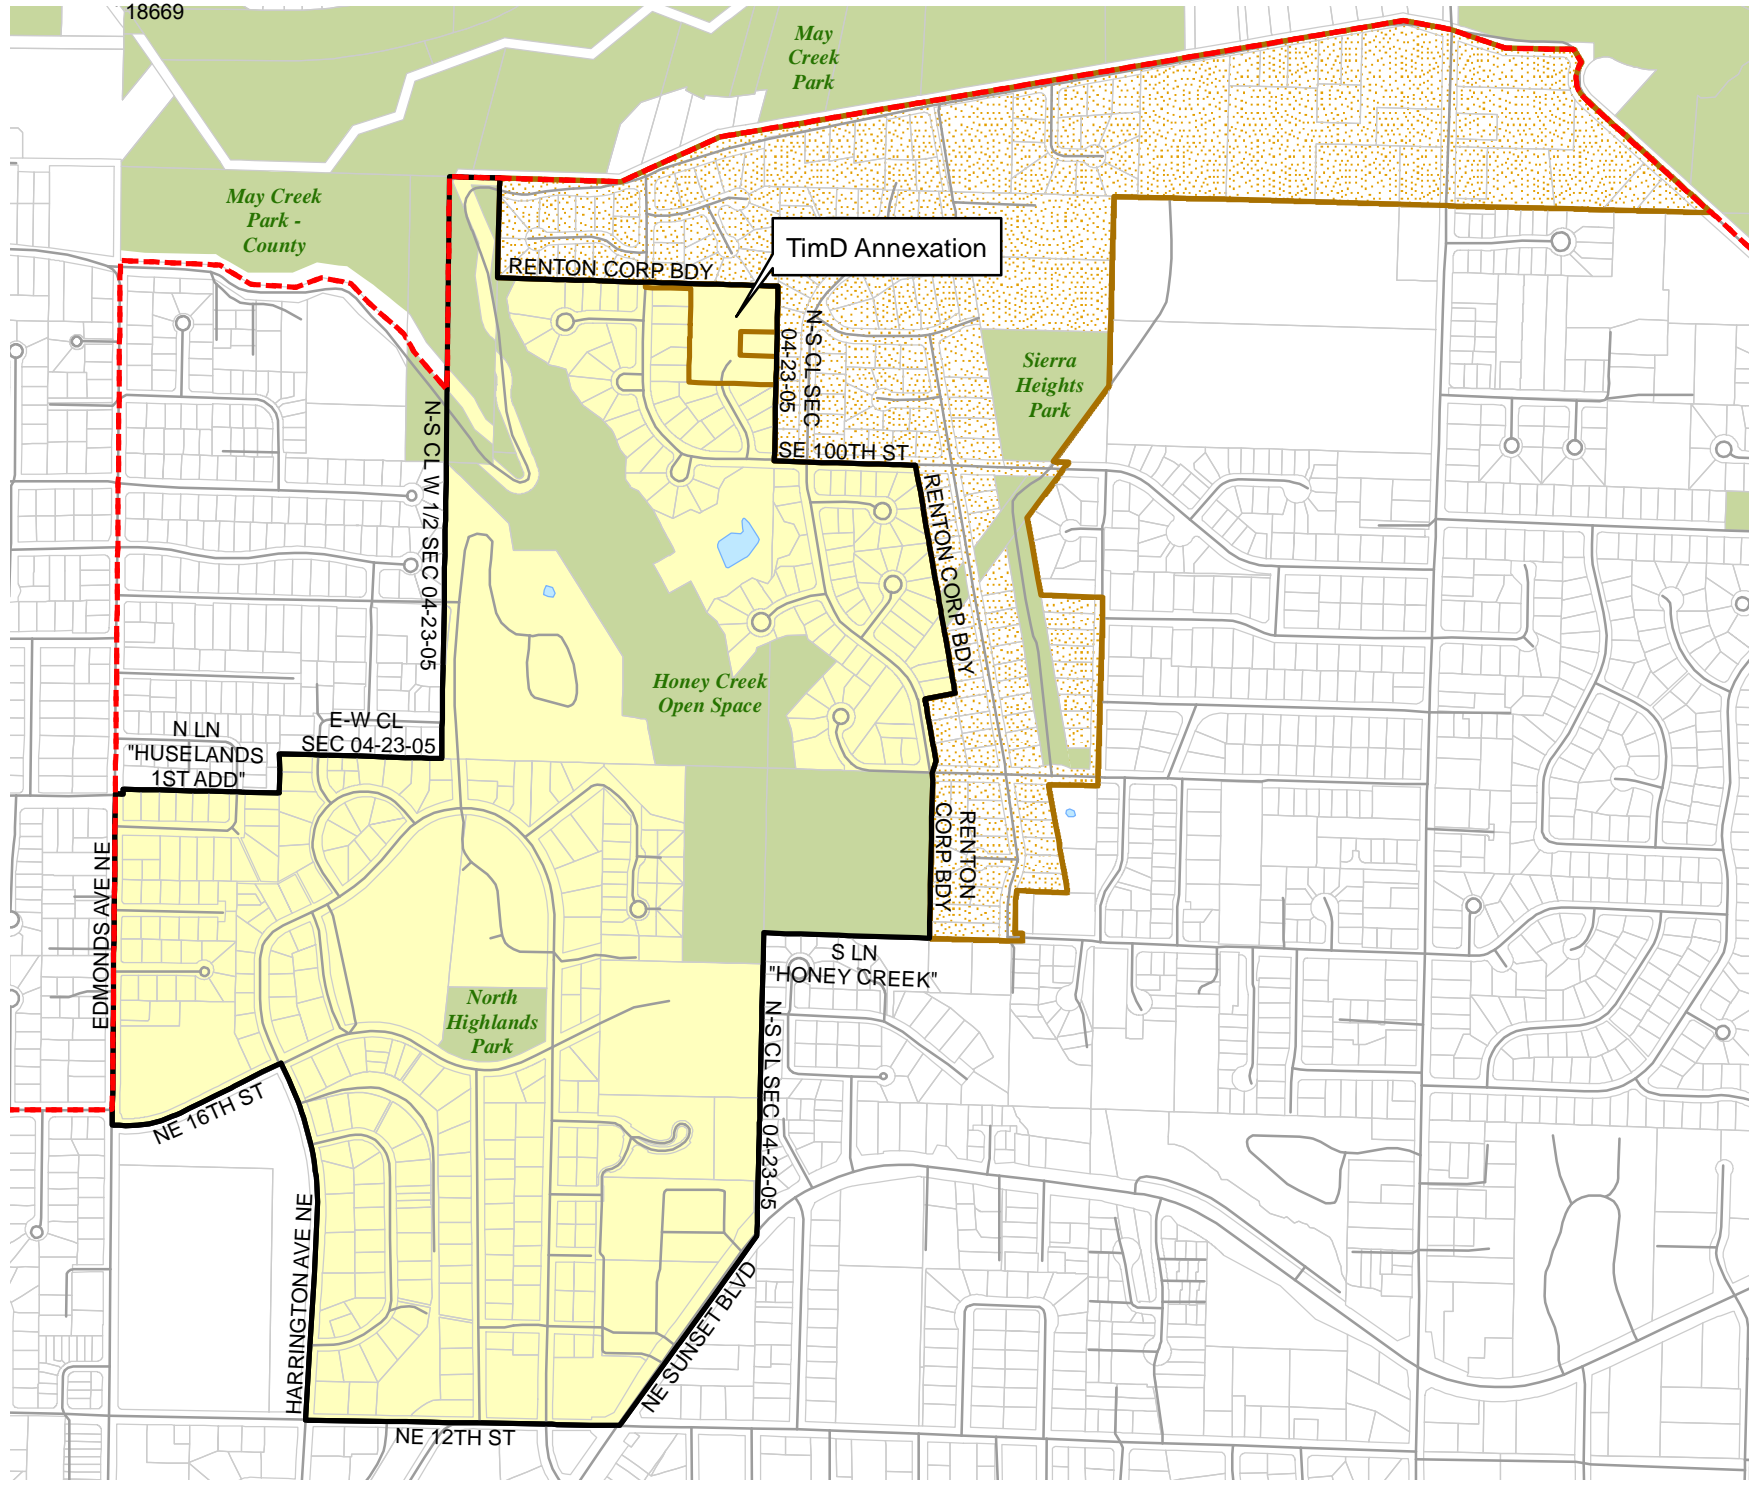 18669
May
Creek
Park
May Creek
Park -
County
TimD Annexation
RENTON CORP BDY
N-S CL SEC
04-23-05
Sierra
Heights
Park
N-S CL W 1/2 SEC 04-23-05
SE 100TH ST
RENTON CORP BDY
Honey Creek
Open Space
N LN
"HUSELANDS
1ST ADD"
E-W CL
SEC 04-23-05
RENTON
CORP BDY
EDMONDS AVE NE
S LN
"HONEY CREEK"
North
Highlands
Park
N-S CL SEC 04-23-05
NE 16TH ST
HARRINGTON AVE NE
NE SUNSET BLVD
NE 12TH ST